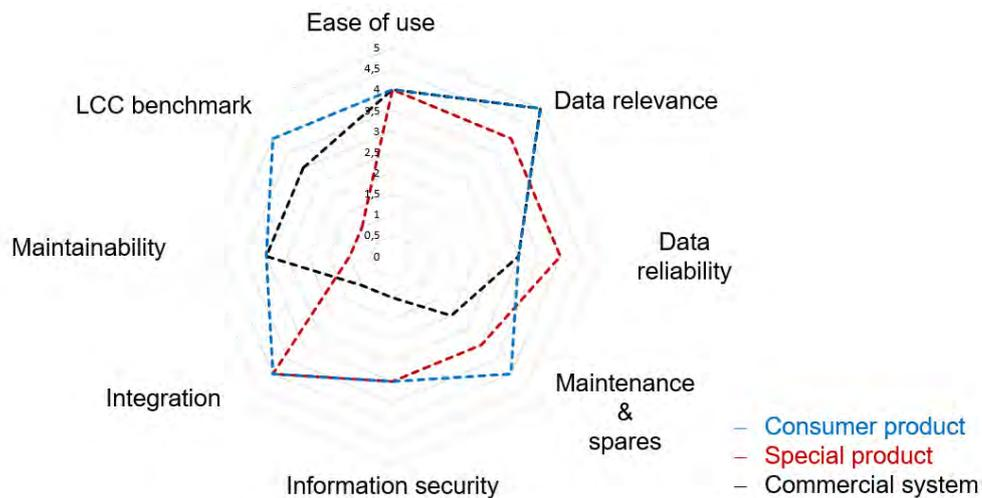 Ease of use
5
4,5
4
3,5
3
2,5
2
1,5
1
0,5
0
LCC benchmark
Data relevance
Maintainability
Data
reliability
Integration
Maintenance
&
spares
Information security
Consumer product
Special product
Commercial system